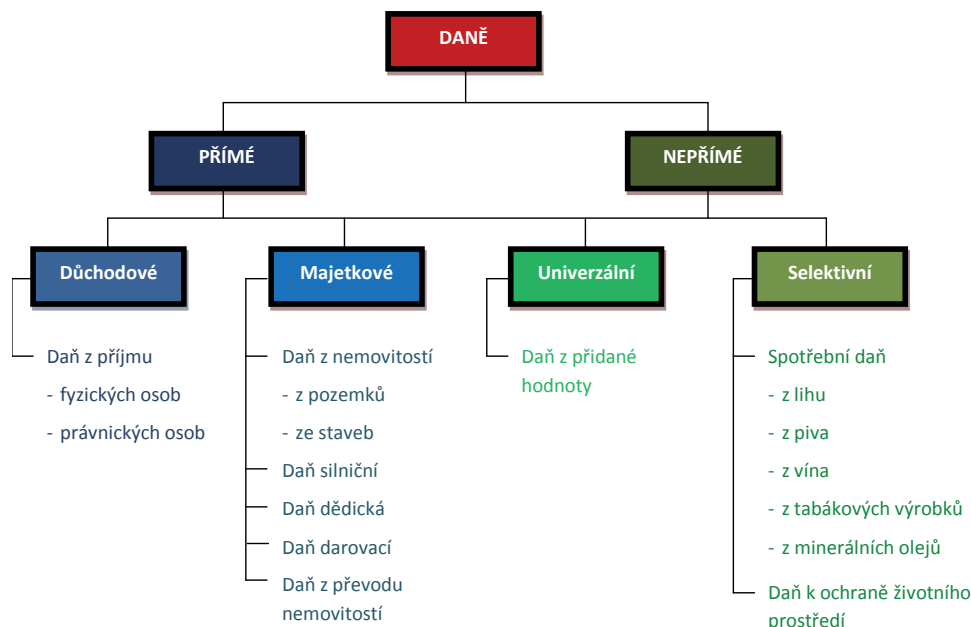 DANĚ
PŘÍMÉ
NEPŘÍMÉ
Důchodové
Majetkové
Univerzální
Selektivní
Daň z příjmu
- fyzických osob
- právnických osob
Daň z nemovitostí
- z pozemků
- ze staveb
Daň silniční
Daň dědická
Daň darovací
Daň z převodu
nemovitostí
Daň z přidané
hodnoty
Spotřební daň
- z lihu
- z piva
- z vína
- z tabákových výrobků
- z minerálních olejů
Daň k ochraně životního
prostředí